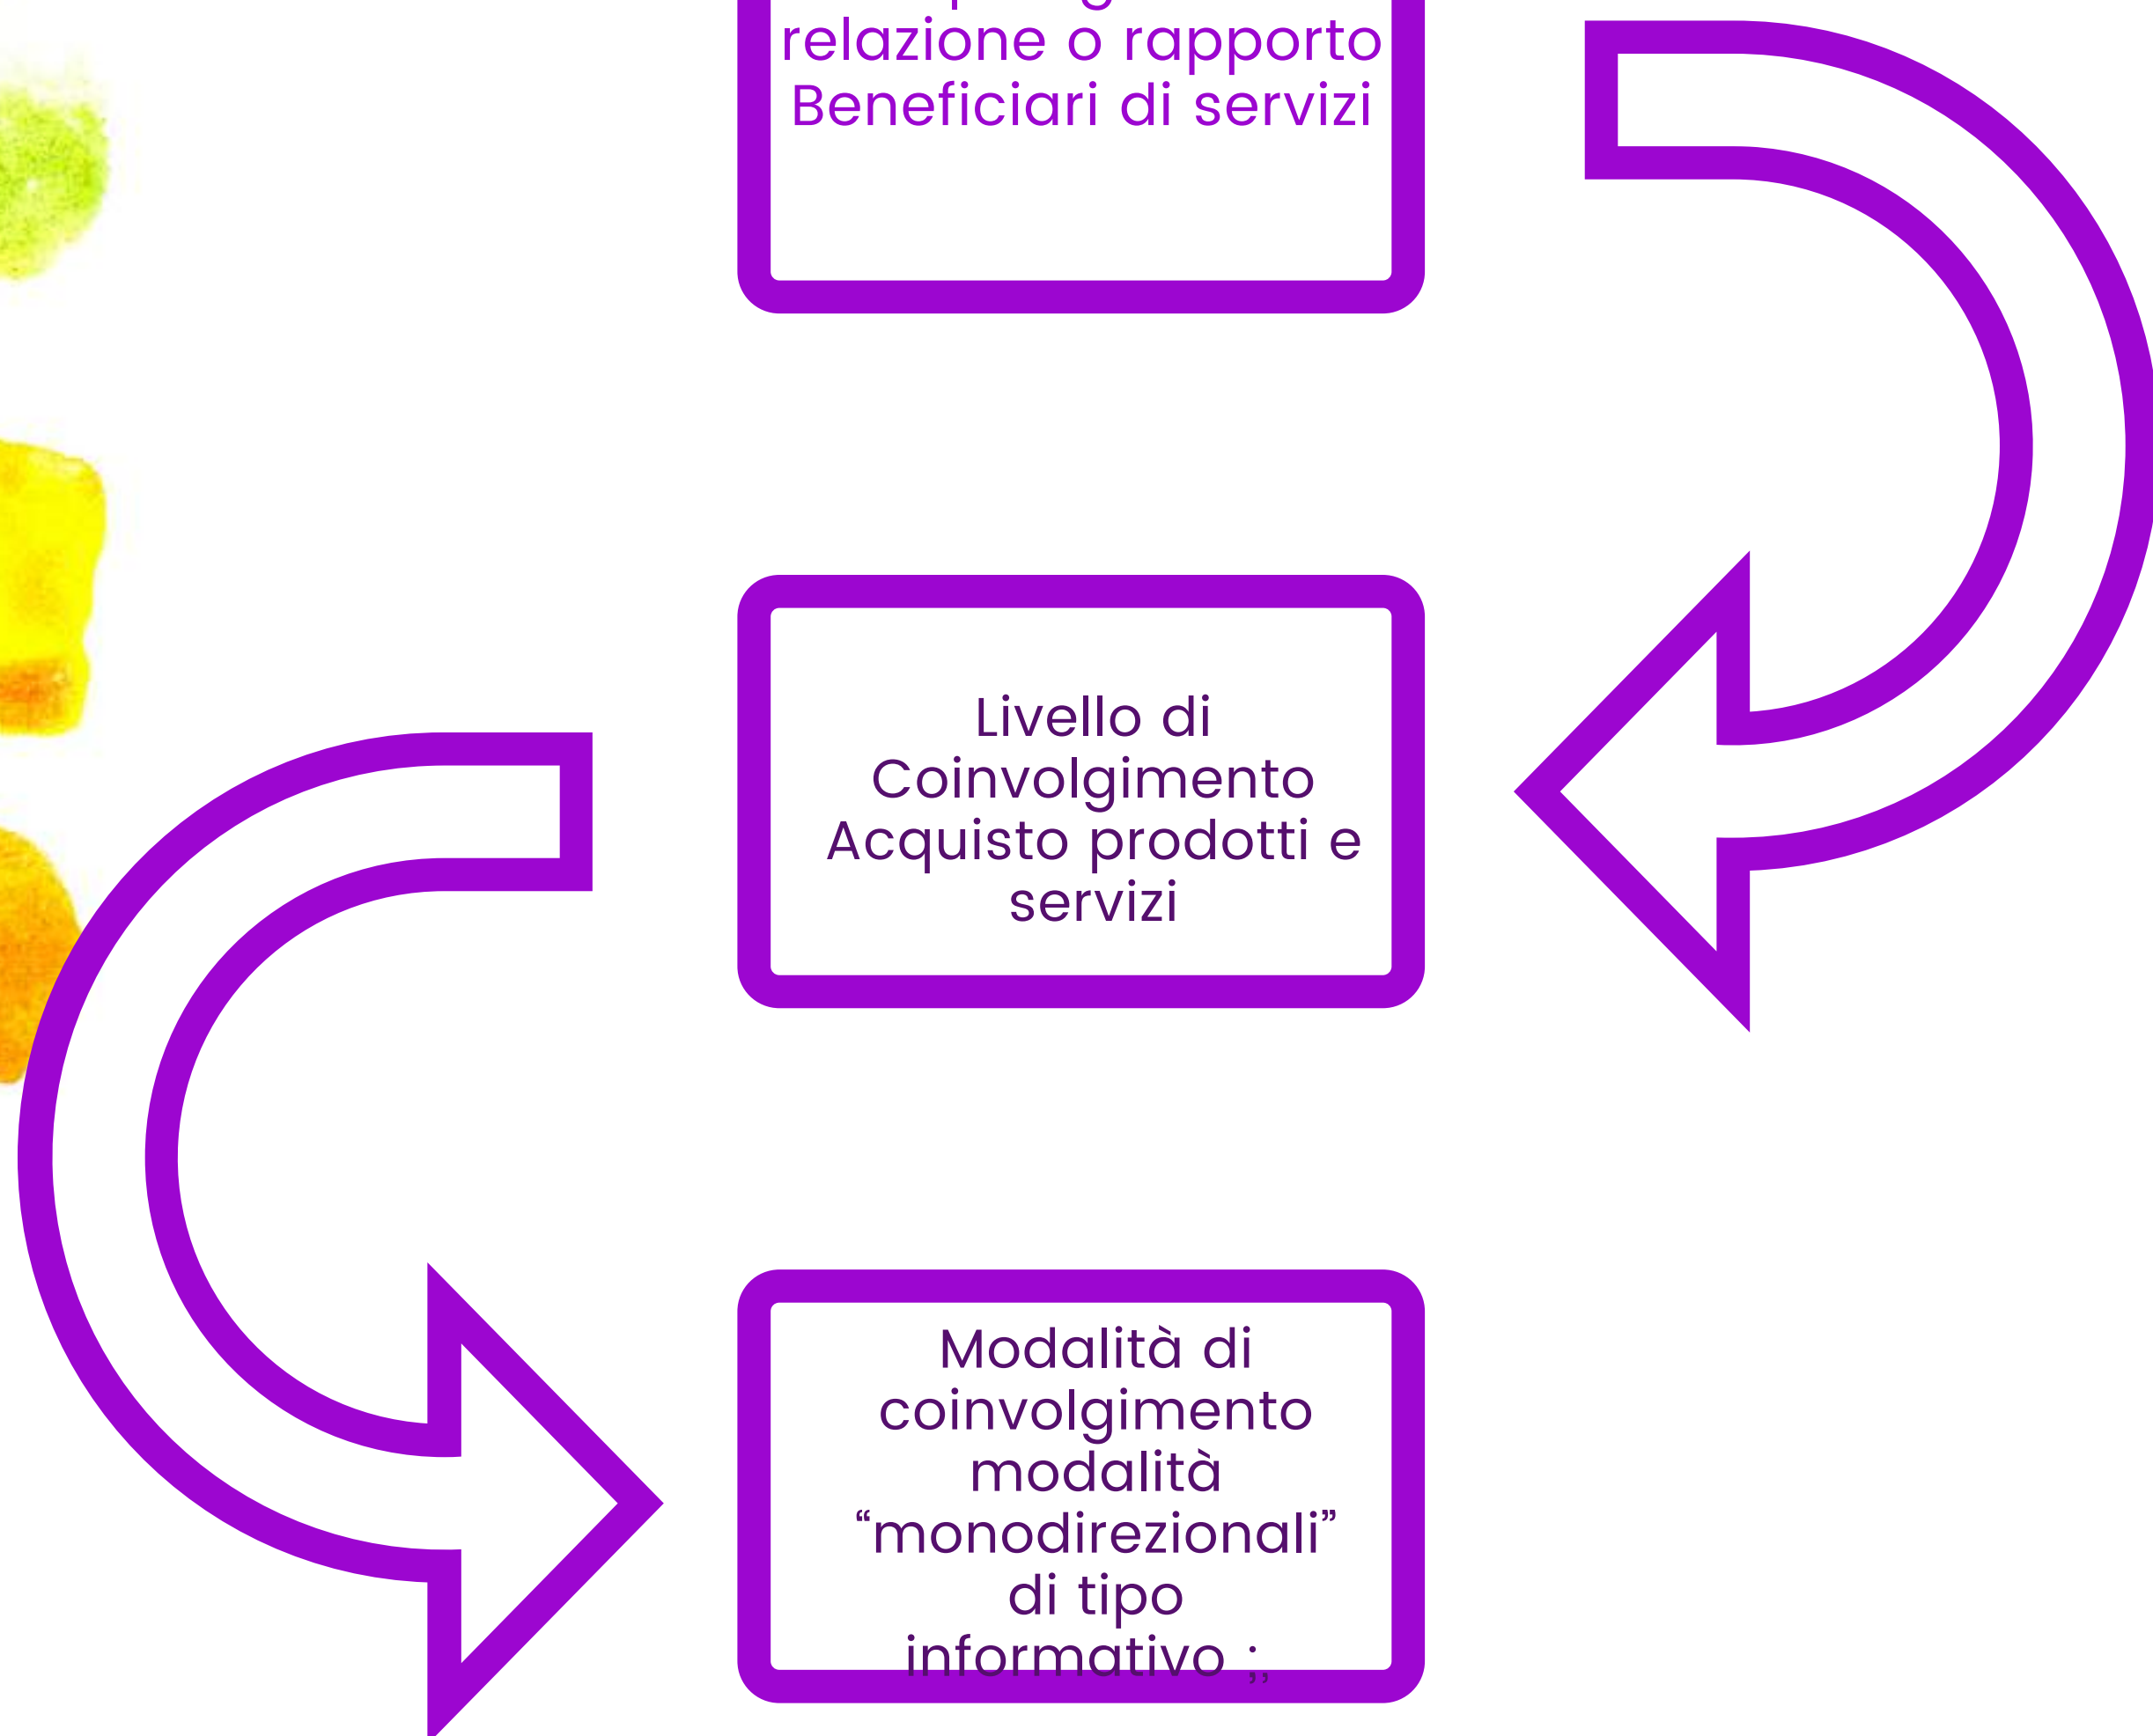 relazione o rapporto
Beneficiari di servizi
Livello di
Coinvolgimento
Acquisto prodotti e
servizi
Modalità di
coinvolgimento
modalità
“monodirezionali”
di tipo
informativo ;,